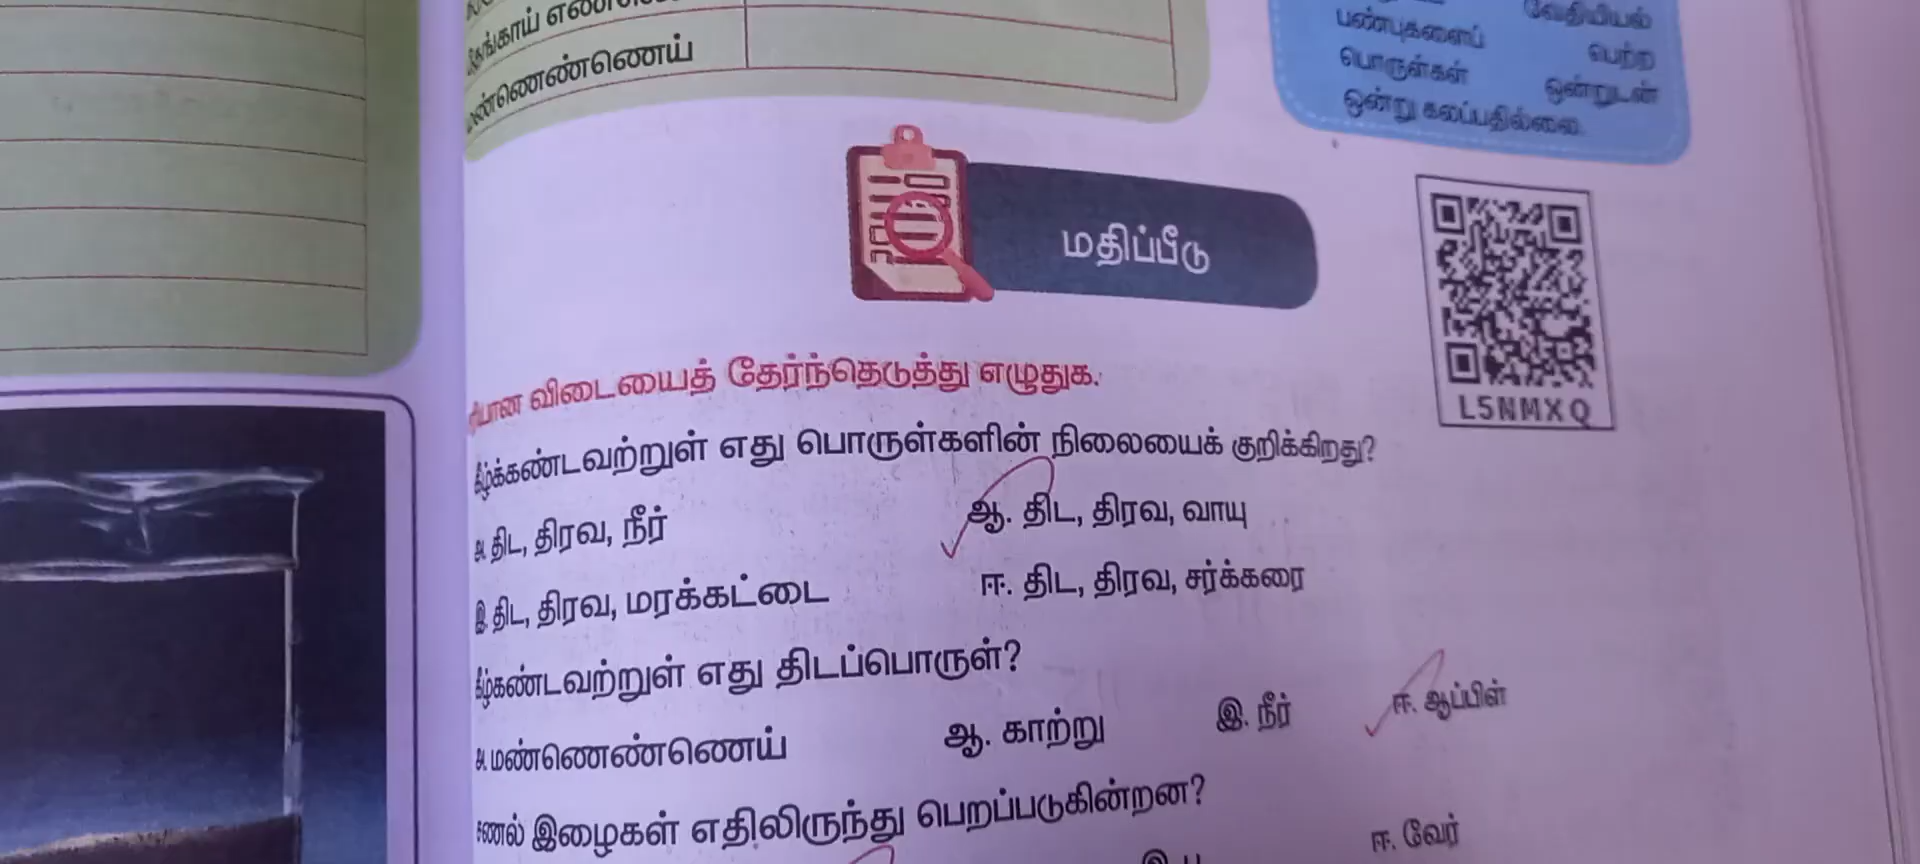 மண்ணெண்ணெய்
பண்புகளைப் பெற்ற
பொருள்கள் ஒன்றுடன்
ஒன்று கலப்பதில்லை.
மதிப்பீடு
L5NMXQ
விடையைத் தேர்ந்தெடுத்து எழுதுக.
கீழ்க்கண்டவற்றுள் எது பொருள்களின் நிலையைக் குறிக்கிறது?
அ. திட, திரவ, நீர் ஆ. திட, திரவ, வாயு
இ. திட, திரவ, மரக்கட்டை ஈ. திட, திரவ, சர்க்கரை
கீழ்கண்டவற்றுள் எது திடப்பொருள்?
அ. மண்ணெண்ணெய் ஆ. காற்று இ. நீர் ஈ. ஆப்பிள்
இழைகள் எதிலிருந்து பெறப்படுகின்றன?
ஈ. வேர்